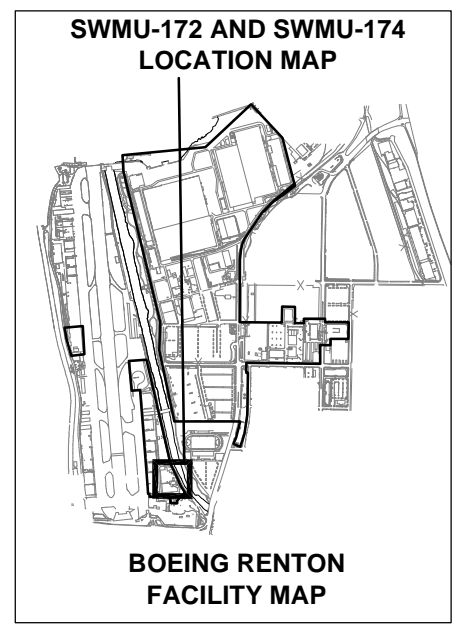 SWMU-172 AND SWMU-174
LOCATION MAP
BOEING RENTON
FACILITY MAP